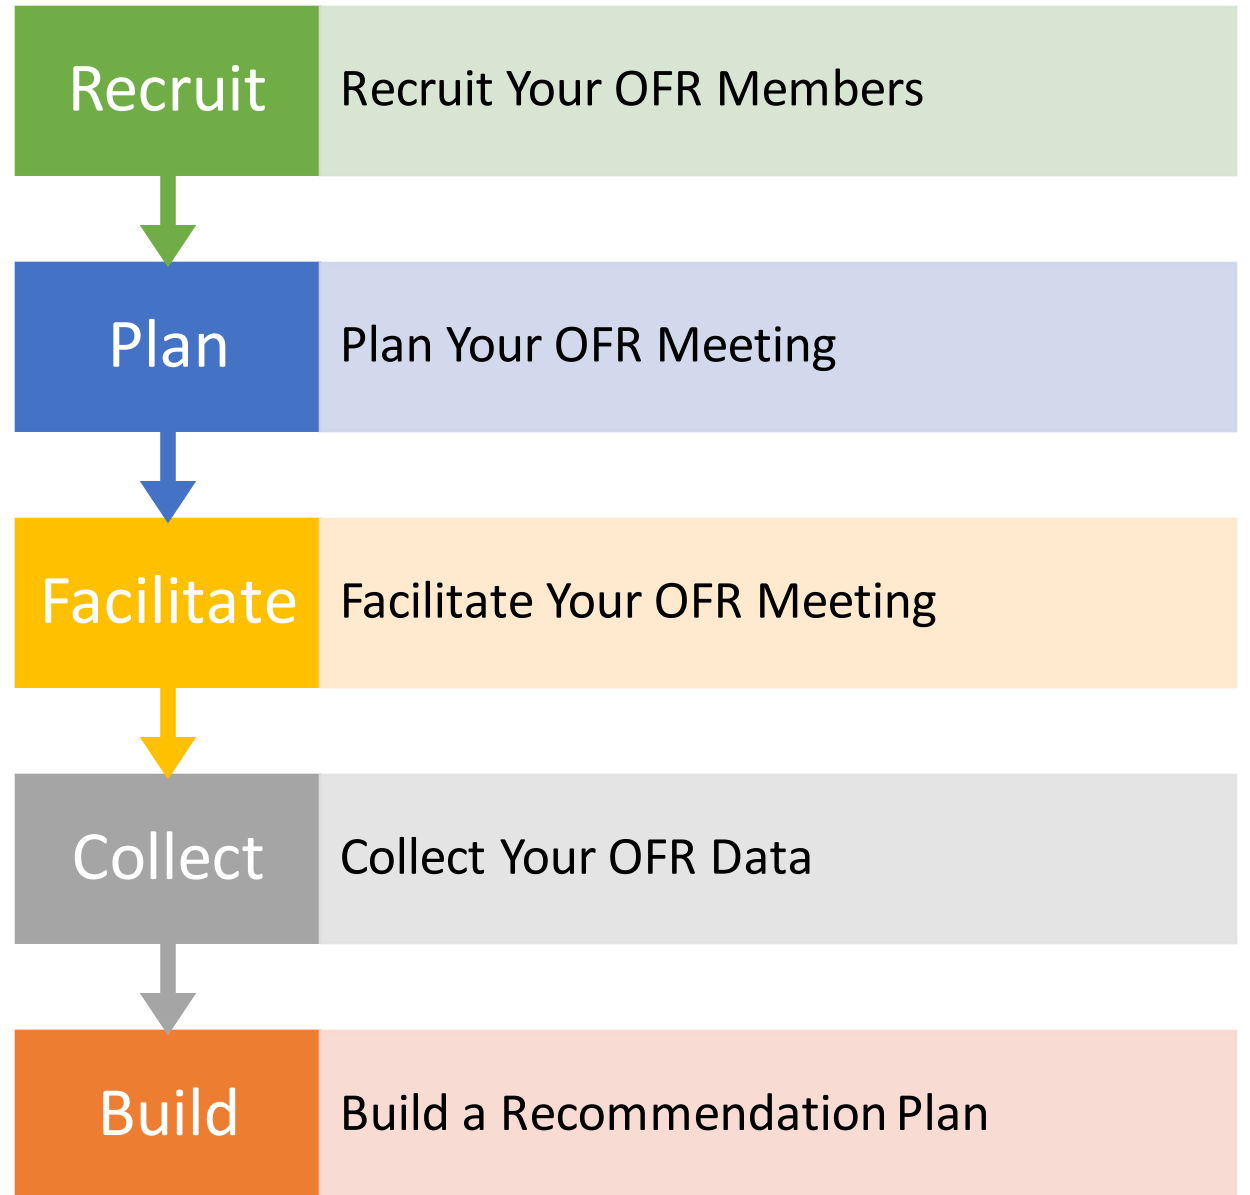 Recruit
Recruit Your OFR Members
Plan
Plan Your OFR Meeting
Facilitate
Facilitate Your OFR Meeting
Collect
Collect Your OFR Data
Build
Build a Recommendation Plan